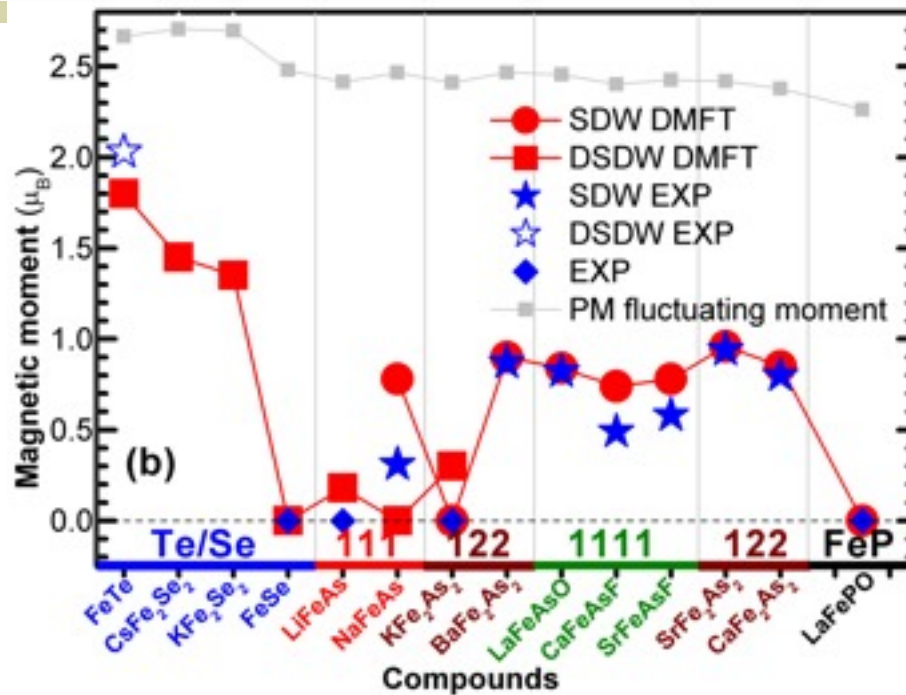 2.5
2.0
1.5
1.0
0.5
0.0
Magnetic moment (μB)
SDW DMFT
DSDW DMFT
SDW EXP
DSDW EXP
EXP
PM fluctuating moment
(b)
Te/Se
111
122
1111
122
FeP
FeTe
CsFe₂Se₂
KFe₂Se₂
FeSe
LiFeAs
NaFeAs
KFe₂As₂
BaFe₂As₂
LaFeAsO
CaFeAsF
SrFeAsF
SrFe₂As₂
CaFe₂As₂
LaFePO
Compounds